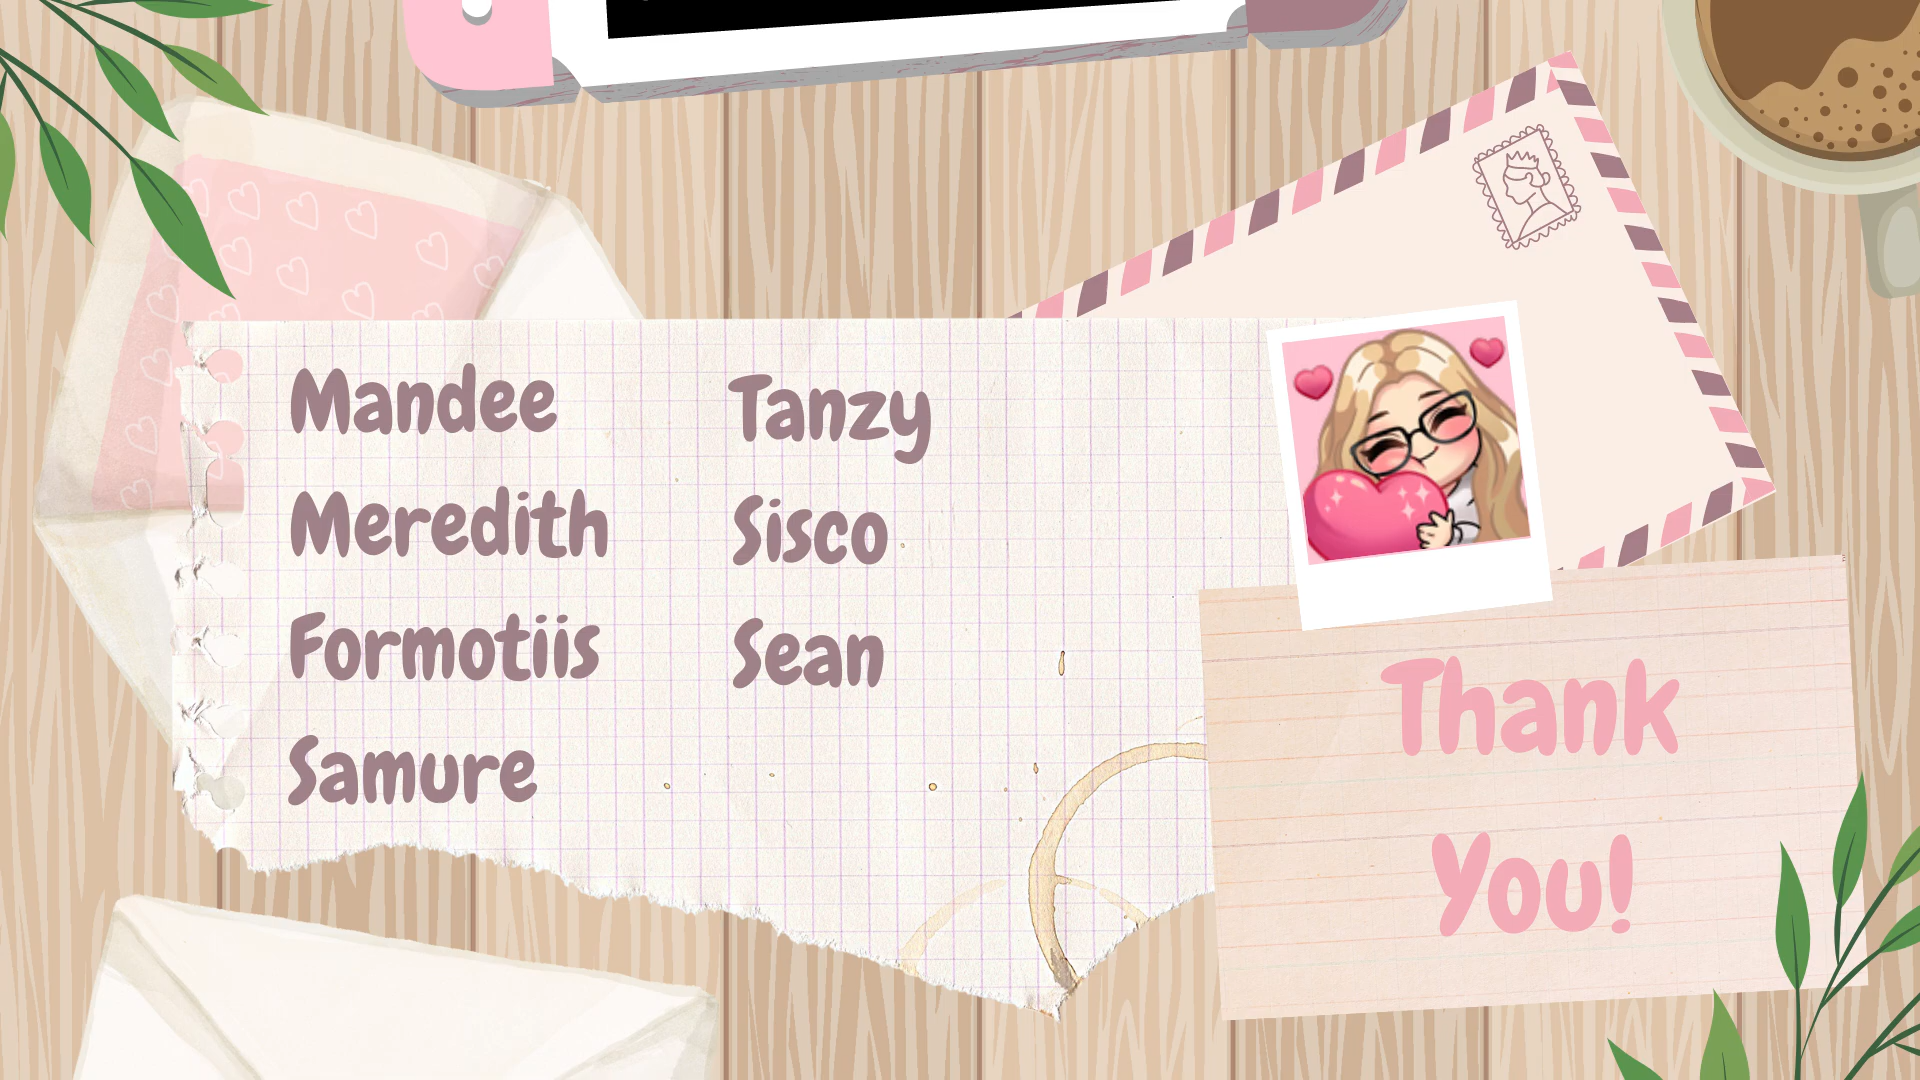 Mandee
Meredith
Formotiis
Samure
Tanzy
Sisco
Sean
Thank
You!